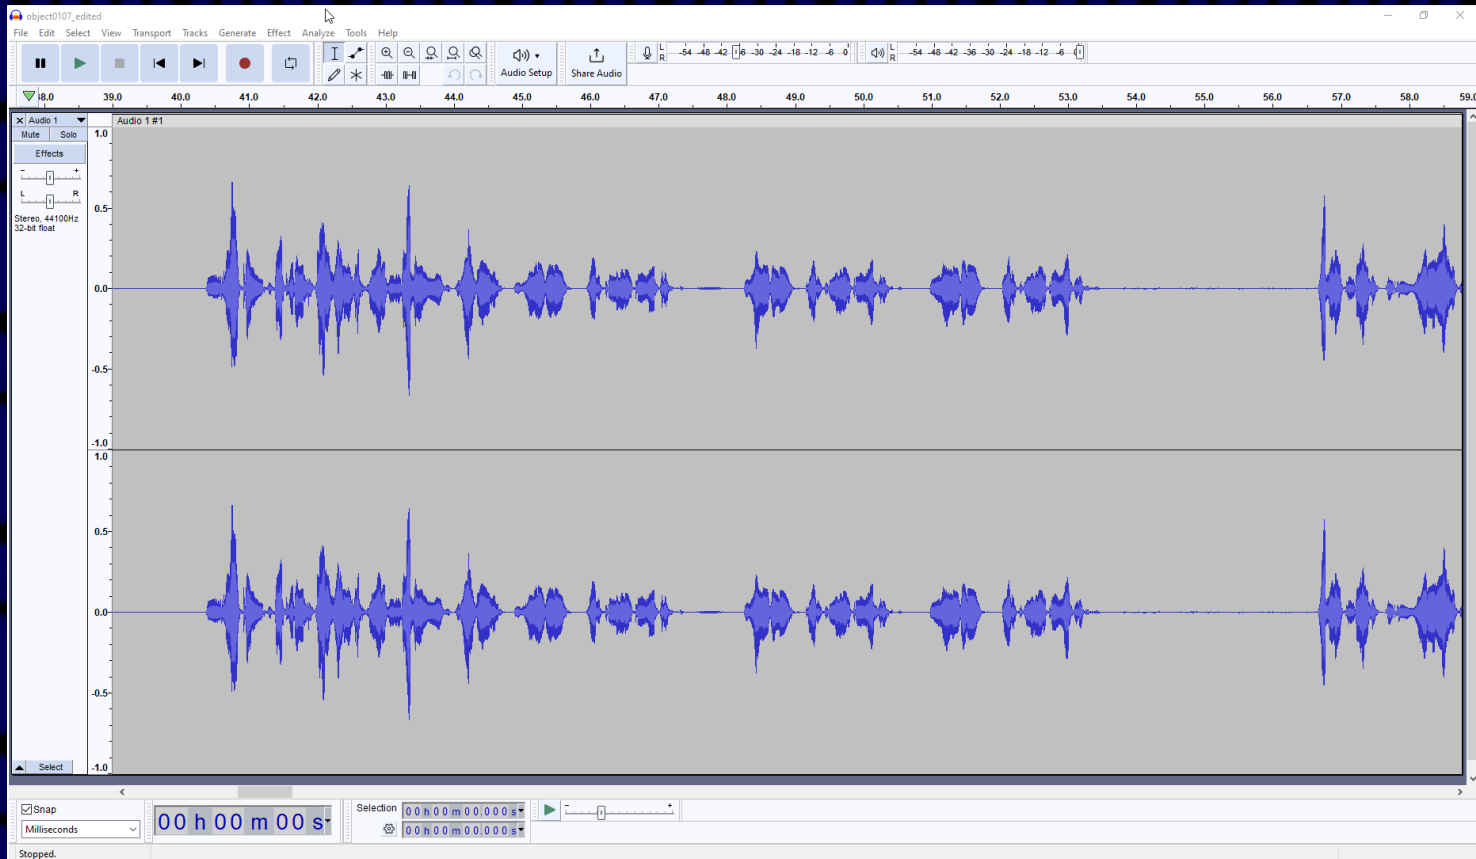 object0107_edited
File Edit Select View Transport Tracks Generate Effect Analyze Tools Help
L
R
-54 -48 -42 -36 -30 -24 -18 -12 -6 0
L
R
-54 -48 -42 -36 -30 -24 -18 -12 -6 0
Audio Setup
Share Audio
38.0 39.0 40.0 41.0 42.0 43.0 44.0 45.0 46.0 47.0 48.0 49.0 50.0 51.0 52.0 53.0 54.0 55.0 56.0 57.0 58.0 59.0
Audio 1
Audio 1 #1
Mute Solo
Effects
- +
L R
Stereo, 44100Hz
32-bit float
1.0
0.5
0.0
-0.5
-1.0
1.0
0.5
0.0
-0.5
-1.0
Select
Snap
Milliseconds
00 h 00 m 00 s
Selection
00 h 00 m 00,000 s
00 h 00 m 00,000 s
- +
Stopped.